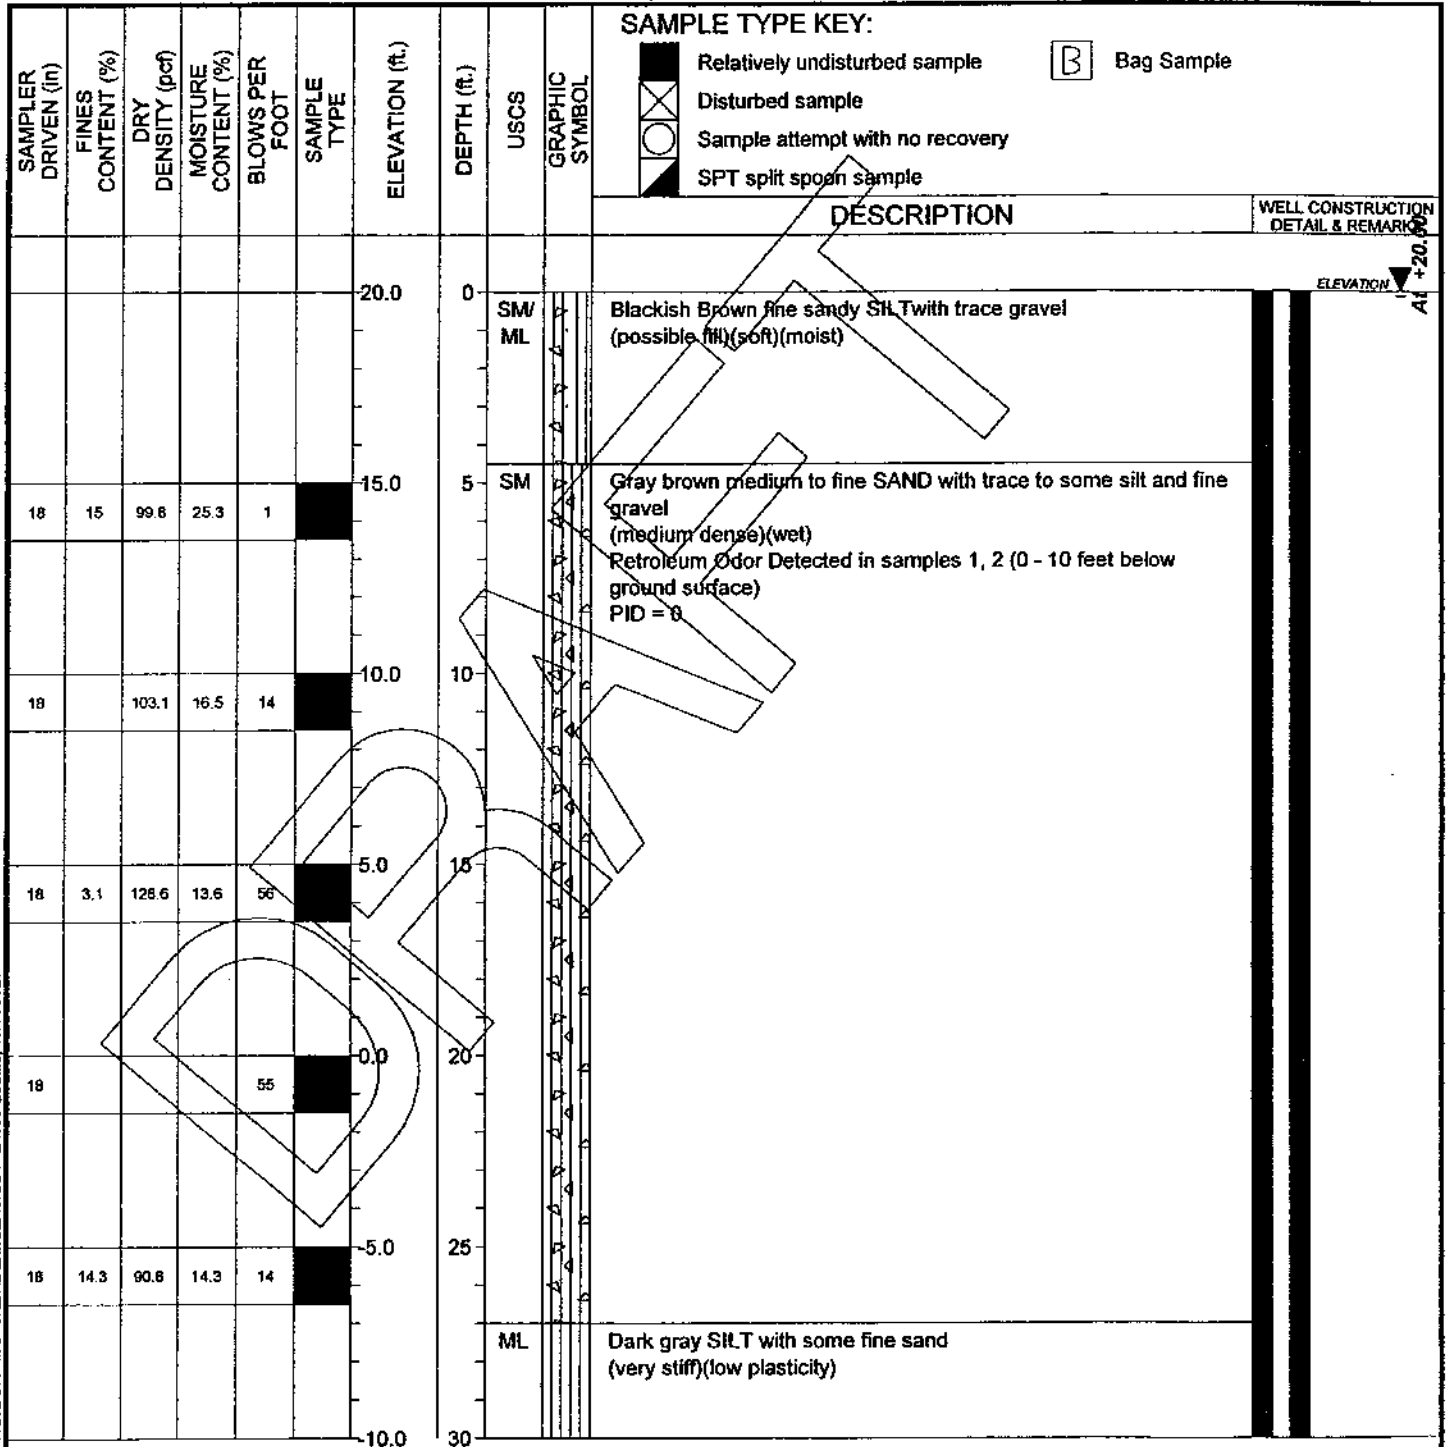 SAMPLE TYPE KEY:
Relatively undisturbed sample
B Bag Sample
Disturbed sample
Sample attempt with no recovery
SPT split spoon sample
SAMPLER DRIVEN (in)
FINES CONTENT (%)
DRY DENSITY (pcf)
MOISTURE CONTENT (%)
BLOWS PER FOOT
SAMPLE TYPE
ELEVATION (ft.)
DEPTH (ft.)
USCS
GRAPHIC SYMBOL
DESCRIPTION
WELL CONSTRUCTION
DETAIL & REMARKS
ELEVATION
At +20.00
20.0 0
SM/ Blackish Brown fine sandy SILTwith trace gravel
ML (possible fill)(soft)(moist)
15.0 5
SM Gray brown medium to fine SAND with trace to some silt and fine
gravel
18 15 99.6 25.3 1
(medium dense)(wet)
Petroleum Odor Detected in samples 1, 2 (0 - 10 feet below
ground surface)
PID = 0
10.0 10
18 103.1 16.5 14
5.0 15
18 3.1 128.6 13.6 56
0.0 20
18 55
-5.0 25
18 14.3 90.6 14.3 14
ML Dark gray SILT with some fine sand
(very stiff)(low plasticity)
-10.0 30
DRAFT